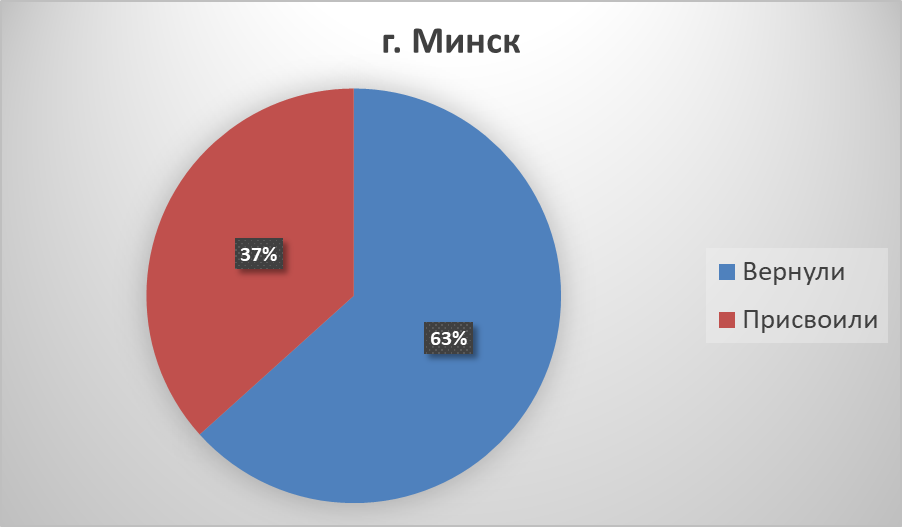 г. Минск
37%
63%
Вернули
Присвоили